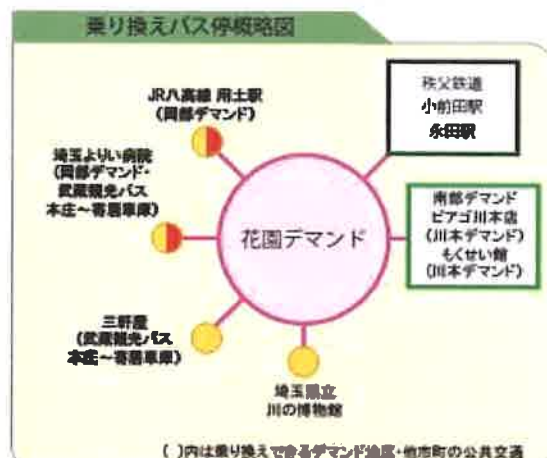 乗り換えバス停概略図
JR八高線 用土駅
(岡部デマンド)
埼玉よりい病院
(岡部デマンド・
武蔵観光バス
本庄～寄居車庫)
三軒屋
(武蔵観光バス
本庄～寄居車庫)
花園デマンド
秩父鉄道
小前田駅
永田駅
南部デマンド
ピアゴ川本店
(川本デマンド)
もくせい館
(川本デマンド)
埼玉県立
川の博物館
( )内は乗り換えできるデマンド地区・他市町の公共交通